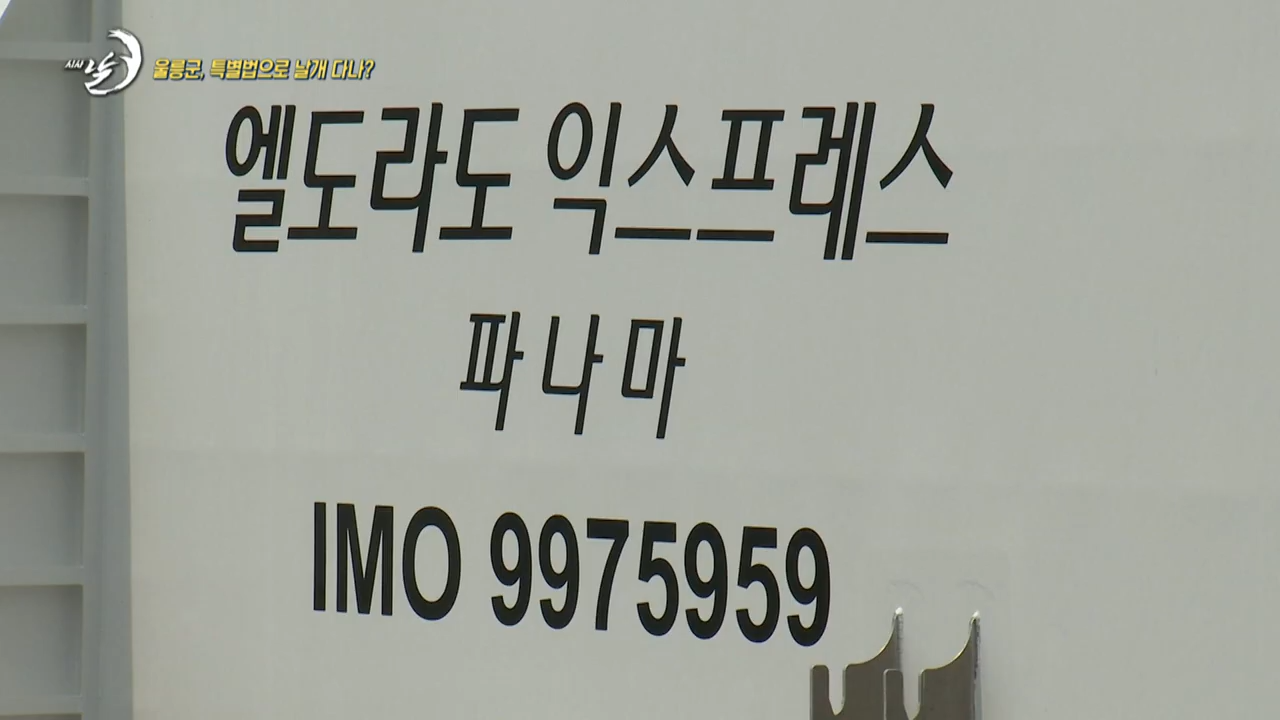 시사 톡
울릉군, 특별법으로 날개 다나?
엘도라도 익스프레스
파나마
IMO 9975959